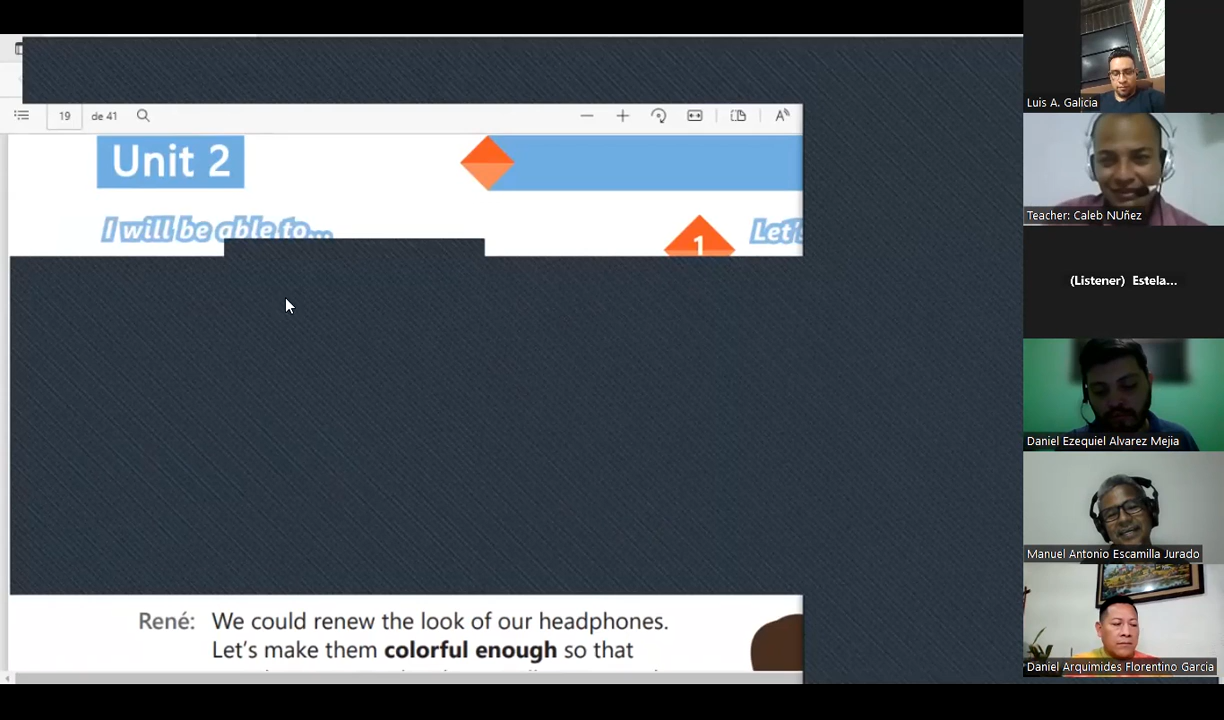 19 de 41
Unit 2
I will be able to...
1
Let's
René: We could renew the look of our headphones.
Let's make them colorful enough so that
Luis A. Galicia
Teacher: Caleb NUñez
(Listener) Estela...
Daniel Ezequiel Alvarez Mejia
Manuel Antonio Escamilla Jurado
Daniel Arquimides Florentino Garcia